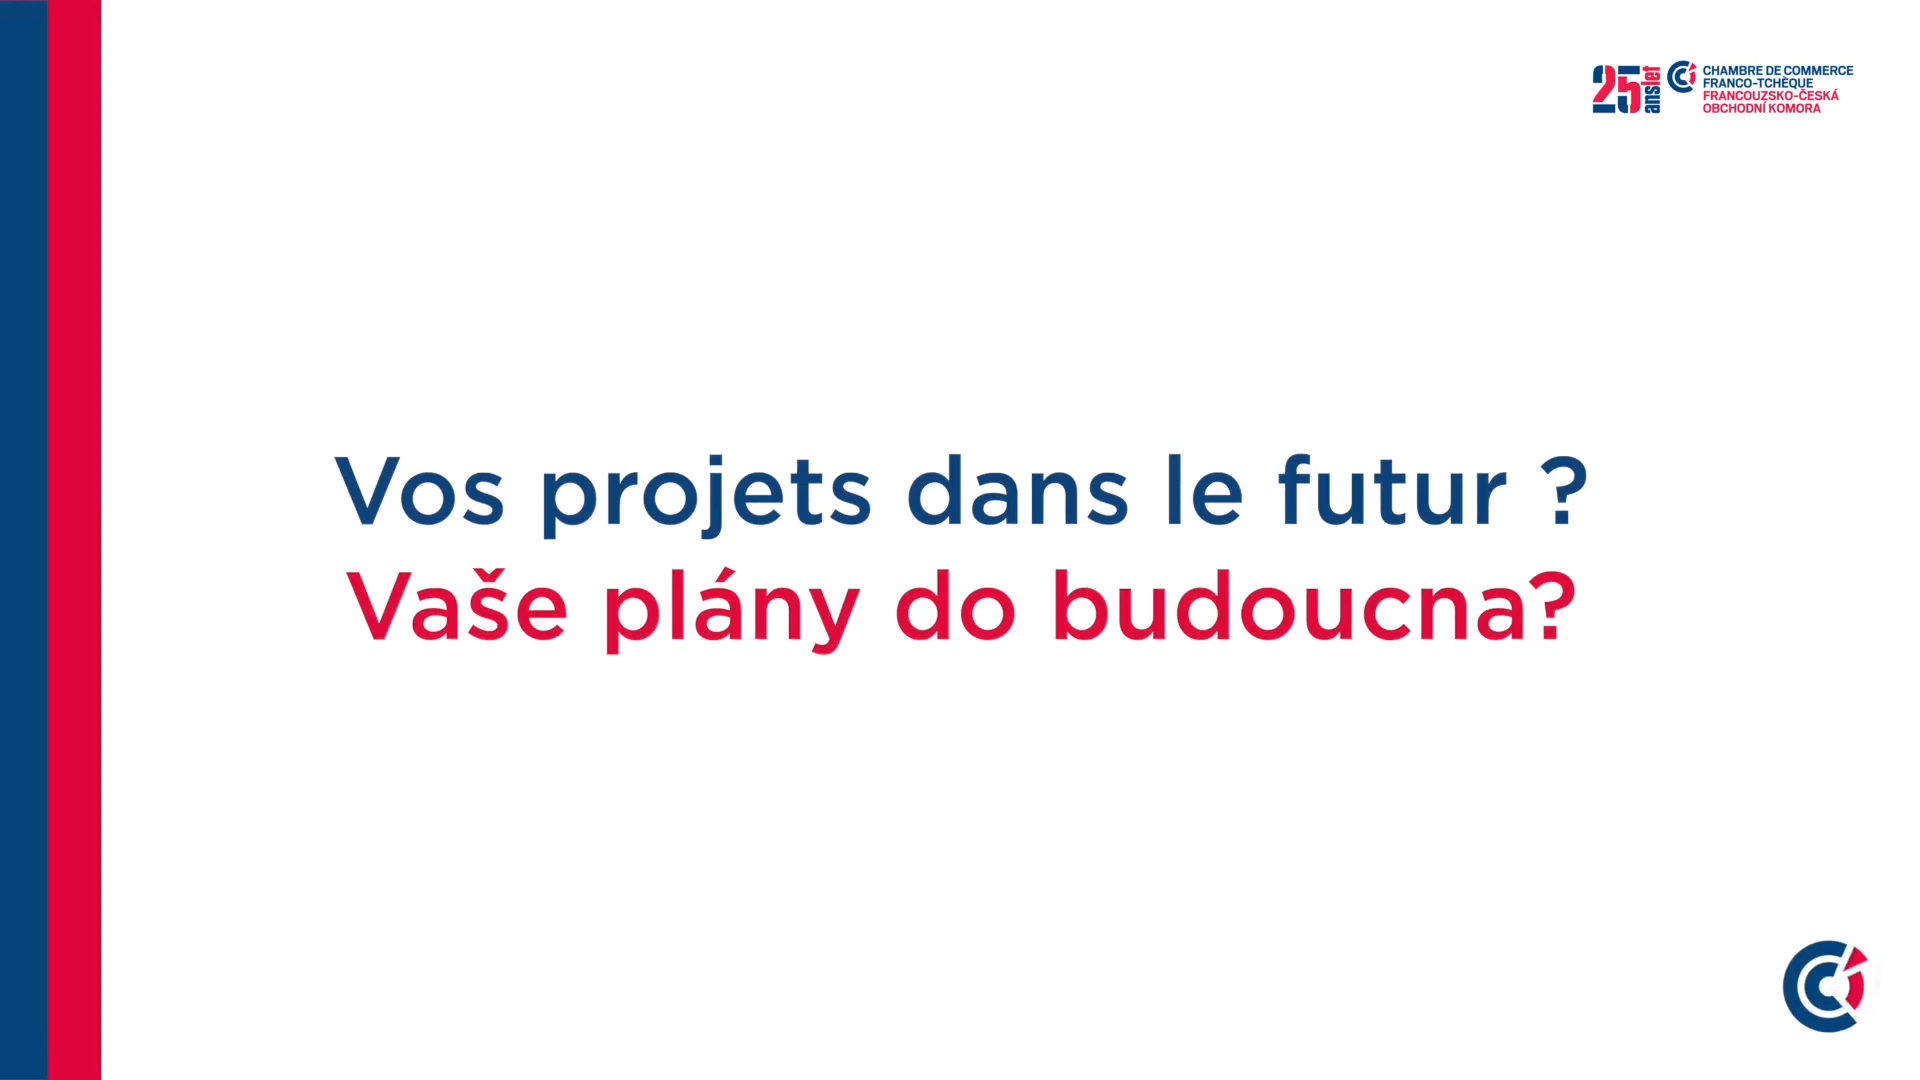 25 ans let
CHAMBRE DE COMMERCE
FRANCO-TCHÈQUE
FRANCOUZSKO-ČESKÁ
OBCHODNÍ KOMORA
Vos projets dans le futur ?
Vaše plány do budoucna?